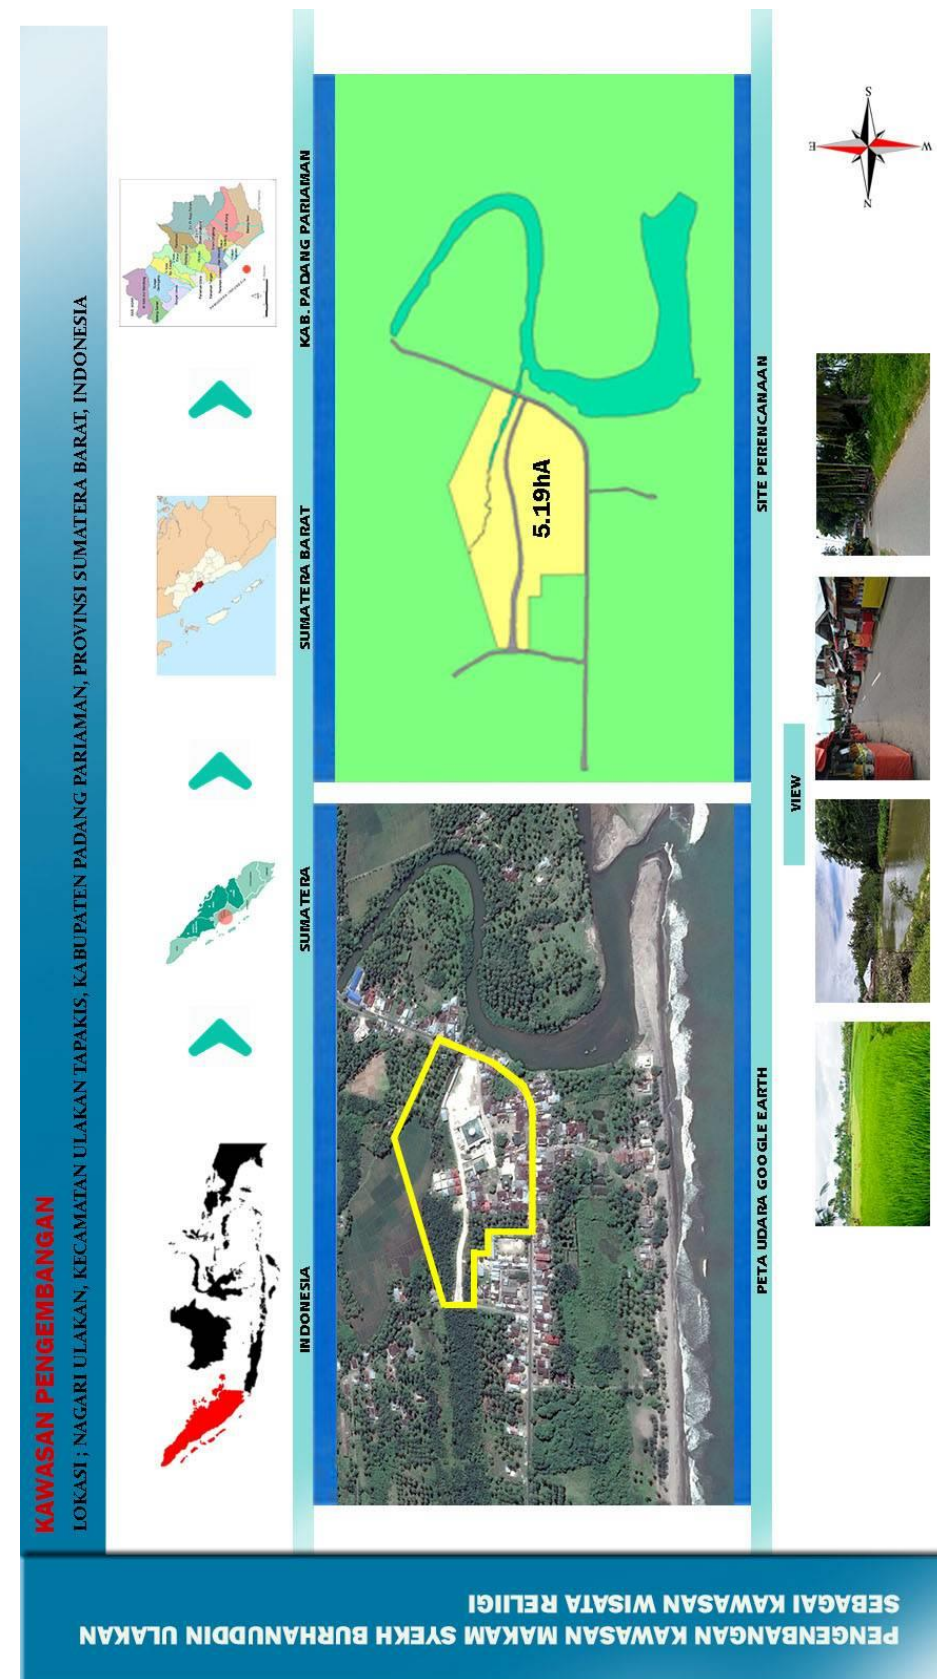 KAWASAN PENGEMBANGAN
LOKASI ; NAGARI ULAKAN, KECAMATAN ULAKAN TAPAKIS, KABUPATEN PADANG PARIAMAN, PROVINSI SUMATERA BARAT, INDONESIA
INDONESIA
SUMATERA
SUMATERA BARAT
KAB. PADANG PARIAMAN
5.19hA
PETA UDARA GOOGLE EARTH
SITE PERENCANAAN
VIEW
S
E
W
N
PENGENBANGAN KAWASAN MAKAM SYEKH BURHANUDDIN ULAKAN
SEBAGAI KAWASAN WISATA RELIIGI